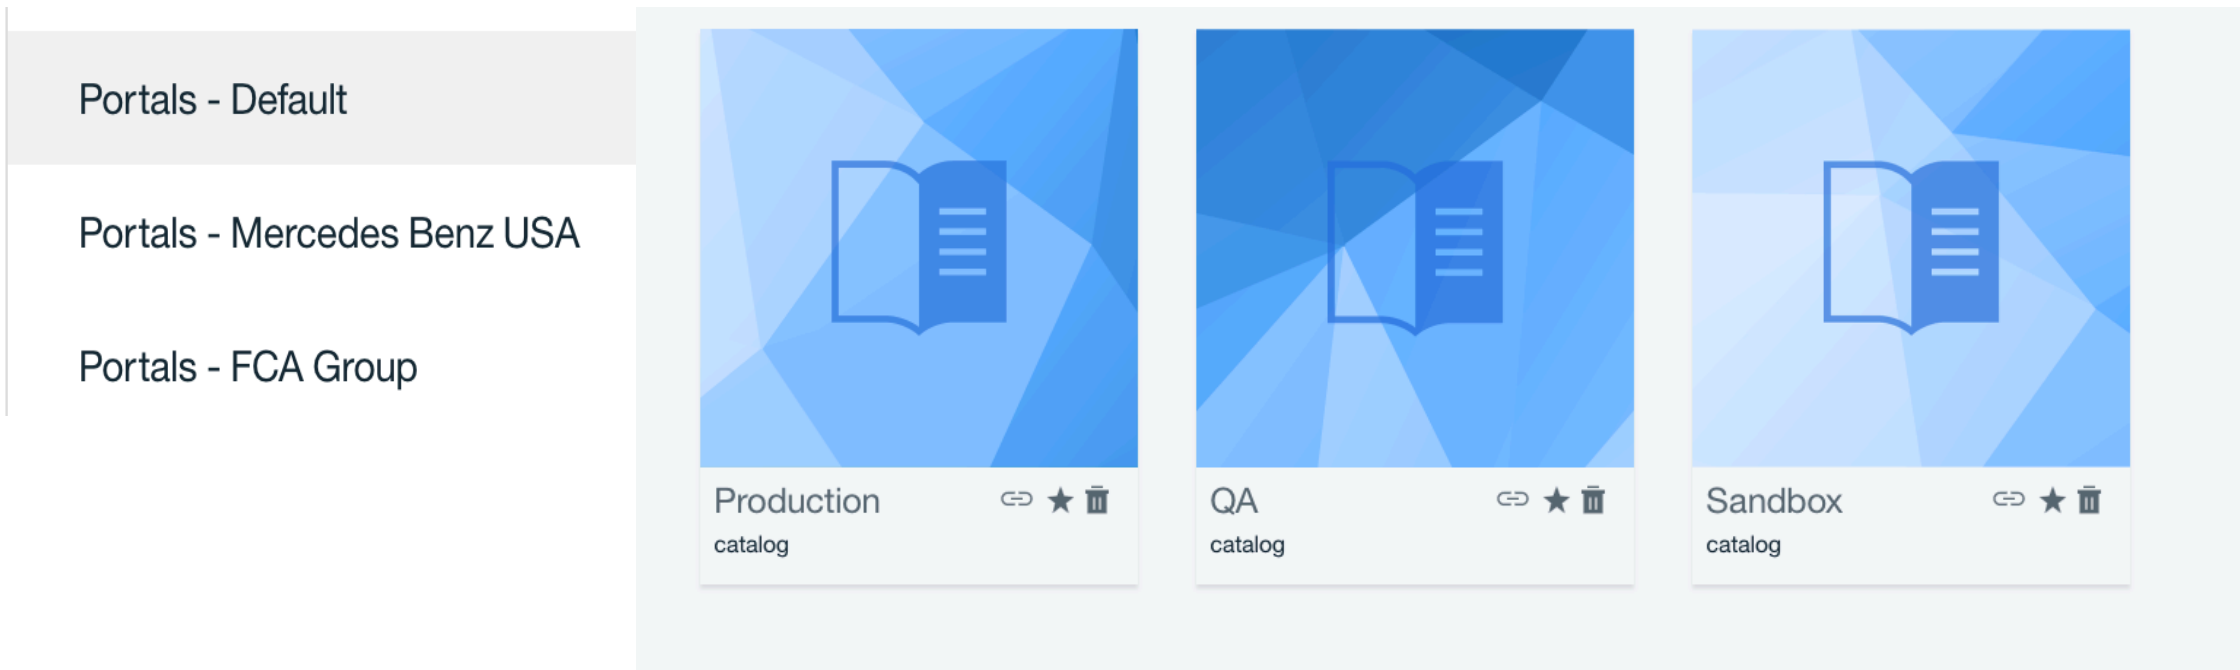 Portals - Default
Portals - Mercedes Benz USA
Portals - FCA Group
Production
catalog
QA
catalog
Sandbox
catalog